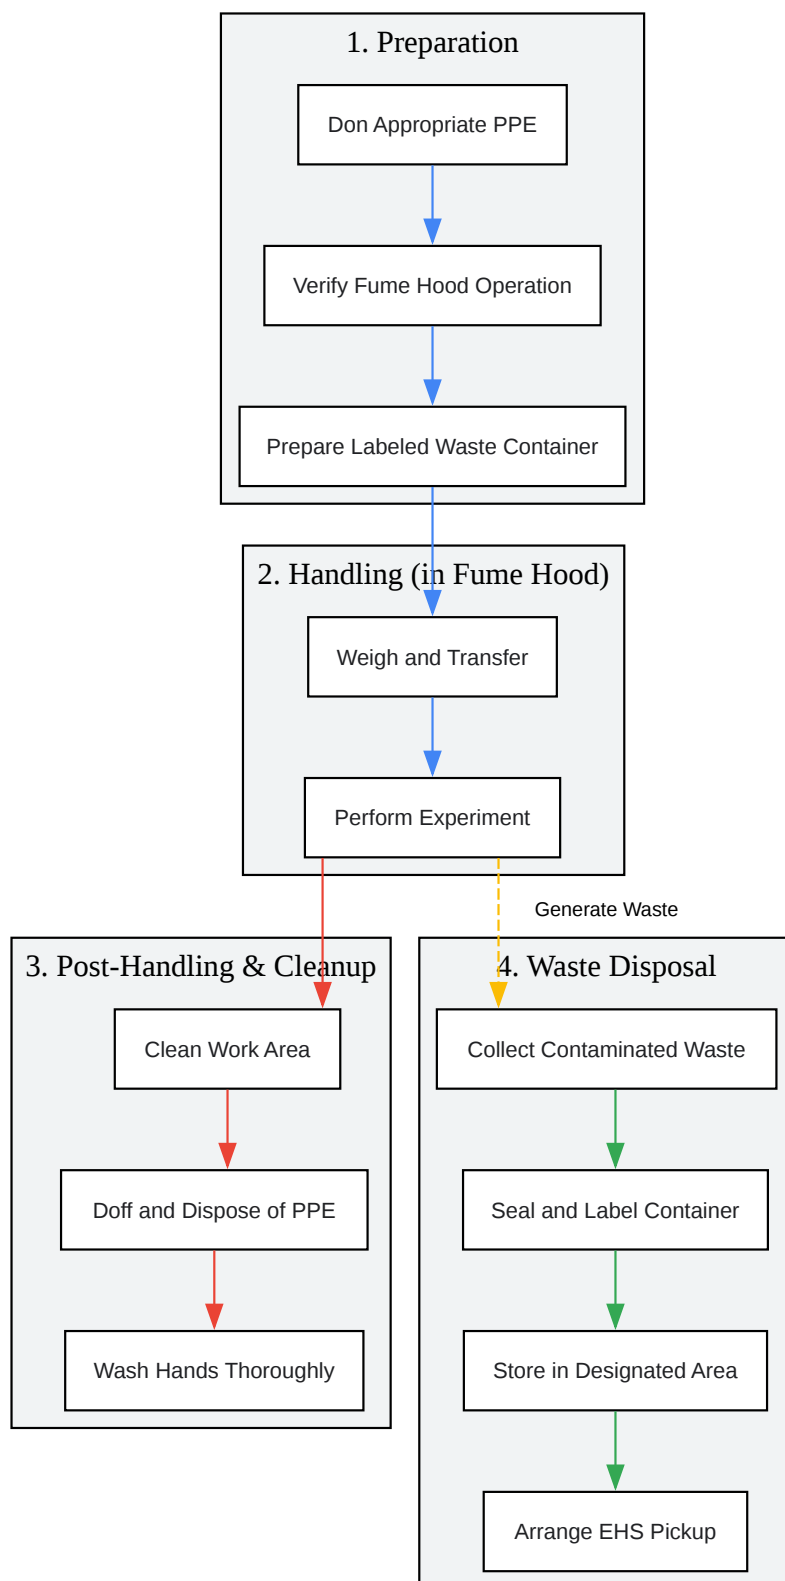 1. Preparation
Don Appropriate PPE
Verify Fume Hood Operation
Prepare Labeled Waste Container
2. Handling (in Fume Hood)
Weigh and Transfer
Perform Experiment
Generate Waste
3. Post-Handling & Cleanup
Clean Work Area
Doff and Dispose of PPE
Wash Hands Thoroughly
4. Waste Disposal
Collect Contaminated Waste
Seal and Label Container
Store in Designated Area
Arrange EHS Pickup